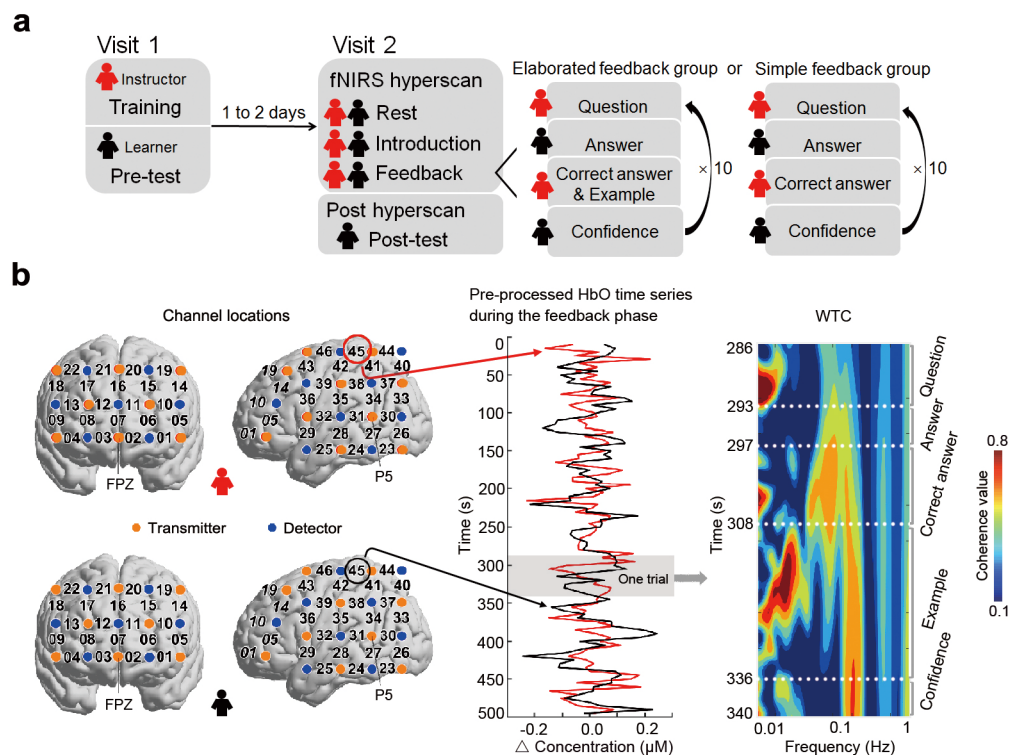 a
Visit 1
Instructor
Training
Learner
Pre-test
1 to 2 days
Visit 2
fNIRS hyperscan
Rest
Introduction
Feedback
Post hyperscan
Post-test
Elaborated feedback group or Simple feedback group
Question
Answer
Correct answer
& Example
Confidence
× 10
Question
Answer
Correct answer
Confidence
× 10
b
Channel locations
22 21 20 19
18 17 16 15 14
13 12 11 10
09 08 07 06 05
04 03 02 01
FPZ
46 45 44
43 42 41 40
19
14
39 38 37
10
36 35 34 33
05
32 31 30
01
29 28 27 26
25 24 23
P5
Transmitter
Detector
22 21 20 19
18 17 16 15 14
13 12 11 10
09 08 07 06 05
04 03 02 01
FPZ
46 45 44
43 42 41 40
19
14
39 38 37
10
36 35 34 33
05
32 31 30
01
29 28 27 26
25 24 23
P5
Pre-processed HbO time series
during the feedback phase
Time (s)
0
50
100
150
200
250
300
350
400
450
500
One trial
-0.2 0.0 0.2
△ Concentration (µM)
WTC
Time (s)
286
293
297
308
336
340
0.01 0.1 1
Frequency (Hz)
Question
Answer
Correct answer
Example
Confidence
0.8
Coherence value
0.1